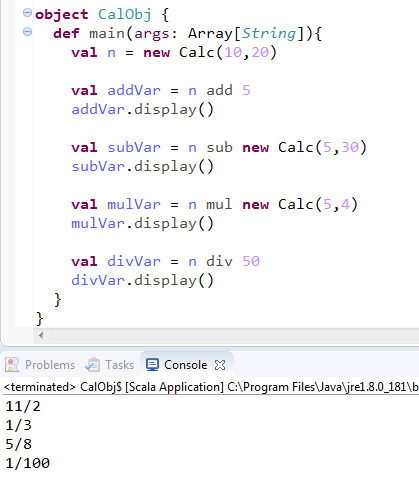 object CalObj {
def main(args: Array[String]){
val n = new Calc(10,20)
val addVar = n add 5
addVar.display()
val subVar = n sub new Calc(5,30)
subVar.display()
val mulVar = n mul new Calc(5,4)
mulVar.display()
val divVar = n div 50
divVar.display()
}
}
Problems Tasks Console
<terminated> CalObj$ [Scala Application] C:\Program Files\Java\jre1.8.0_181\b
11/2
1/3
5/8
1/100